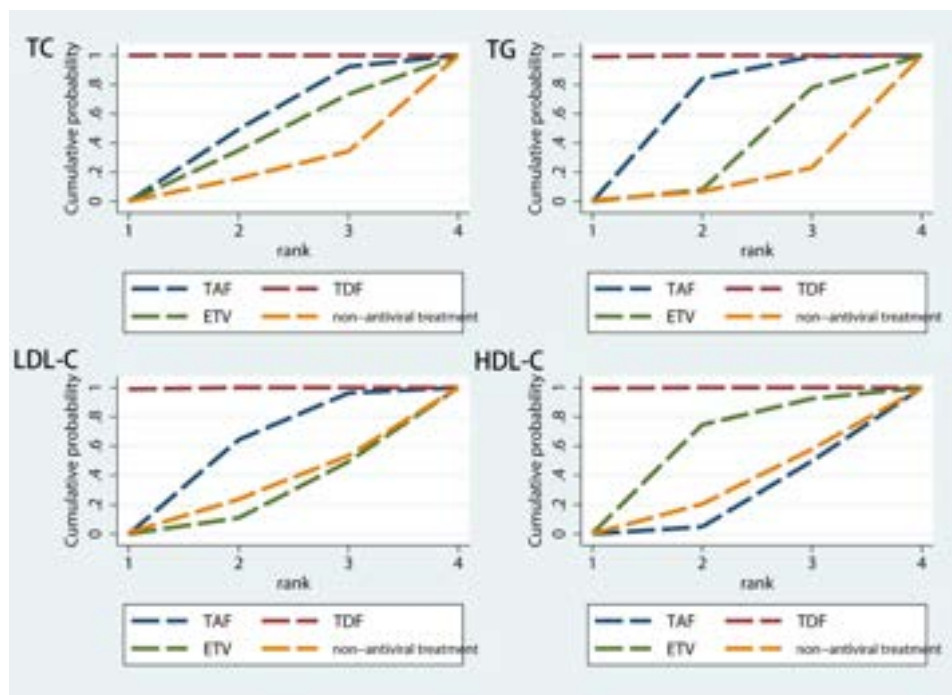 TC
TG
Cumulative probability
0 .2 .4 .6 .8 1
1 2 3 4
rank
Cumulative probability
0 .2 .4 .6 .8 1
1 2 3 4
rank
TAF TDF
ETV non-antiviral treatment
TAF TDF
ETV non-antiviral treatment
LDL-C
HDL-C
Cumulative probability
0 .2 .4 .6 .8 1
1 2 3 4
rank
Cumulative probability
0 .2 .4 .6 .8 1
1 2 3 4
rank
TAF TDF
ETV non-antiviral treatment
TAF TDF
ETV non-antiviral treatment